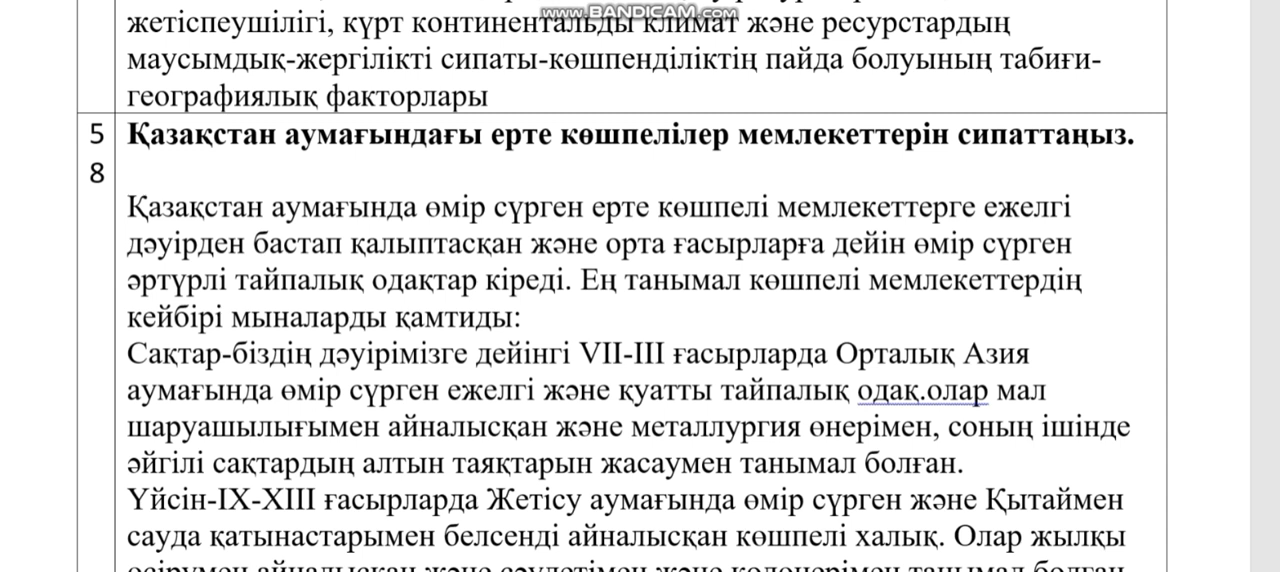 www.BANDICAM.com
жетіспеушілігі, күрт континентальды климат және ресурстардың
маусымдық-жергілікті сипаты-көшпенділіктің пайда болуының табиғи-
географиялық факторлары
5 Қазақстан аумағындағы ерте көшпелілер мемлекеттерін сипаттаңыз.
8
Қазақстан аумағында өмір сүрген ерте көшпелі мемлекеттерге ежелгі
дәуірден бастап қалыптасқан және орта ғасырларға дейін өмір сүрген
әртүрлі тайпалық одақтар кіреді. Ең танымал көшпелі мемлекеттердің
кейбірі мыналарды қамтиды:
Сақтар-біздің дәуірімізге дейінгі VII-III ғасырларда Орталық Азия
аумағында өмір сүрген ежелгі және қуатты тайпалық одақ.олар мал
шаруашылығымен айналысқан және металлургия өнерімен, соның ішінде
әйгілі сақтардың алтын таяқтарын жасаумен танымал болған.
Үйсін-IX-XIII ғасырларда Жетісу аумағында өмір сүрген және Қытаймен
сауда қатынастарымен белсенді айналысқан көшпелі халық. Олар жылқы